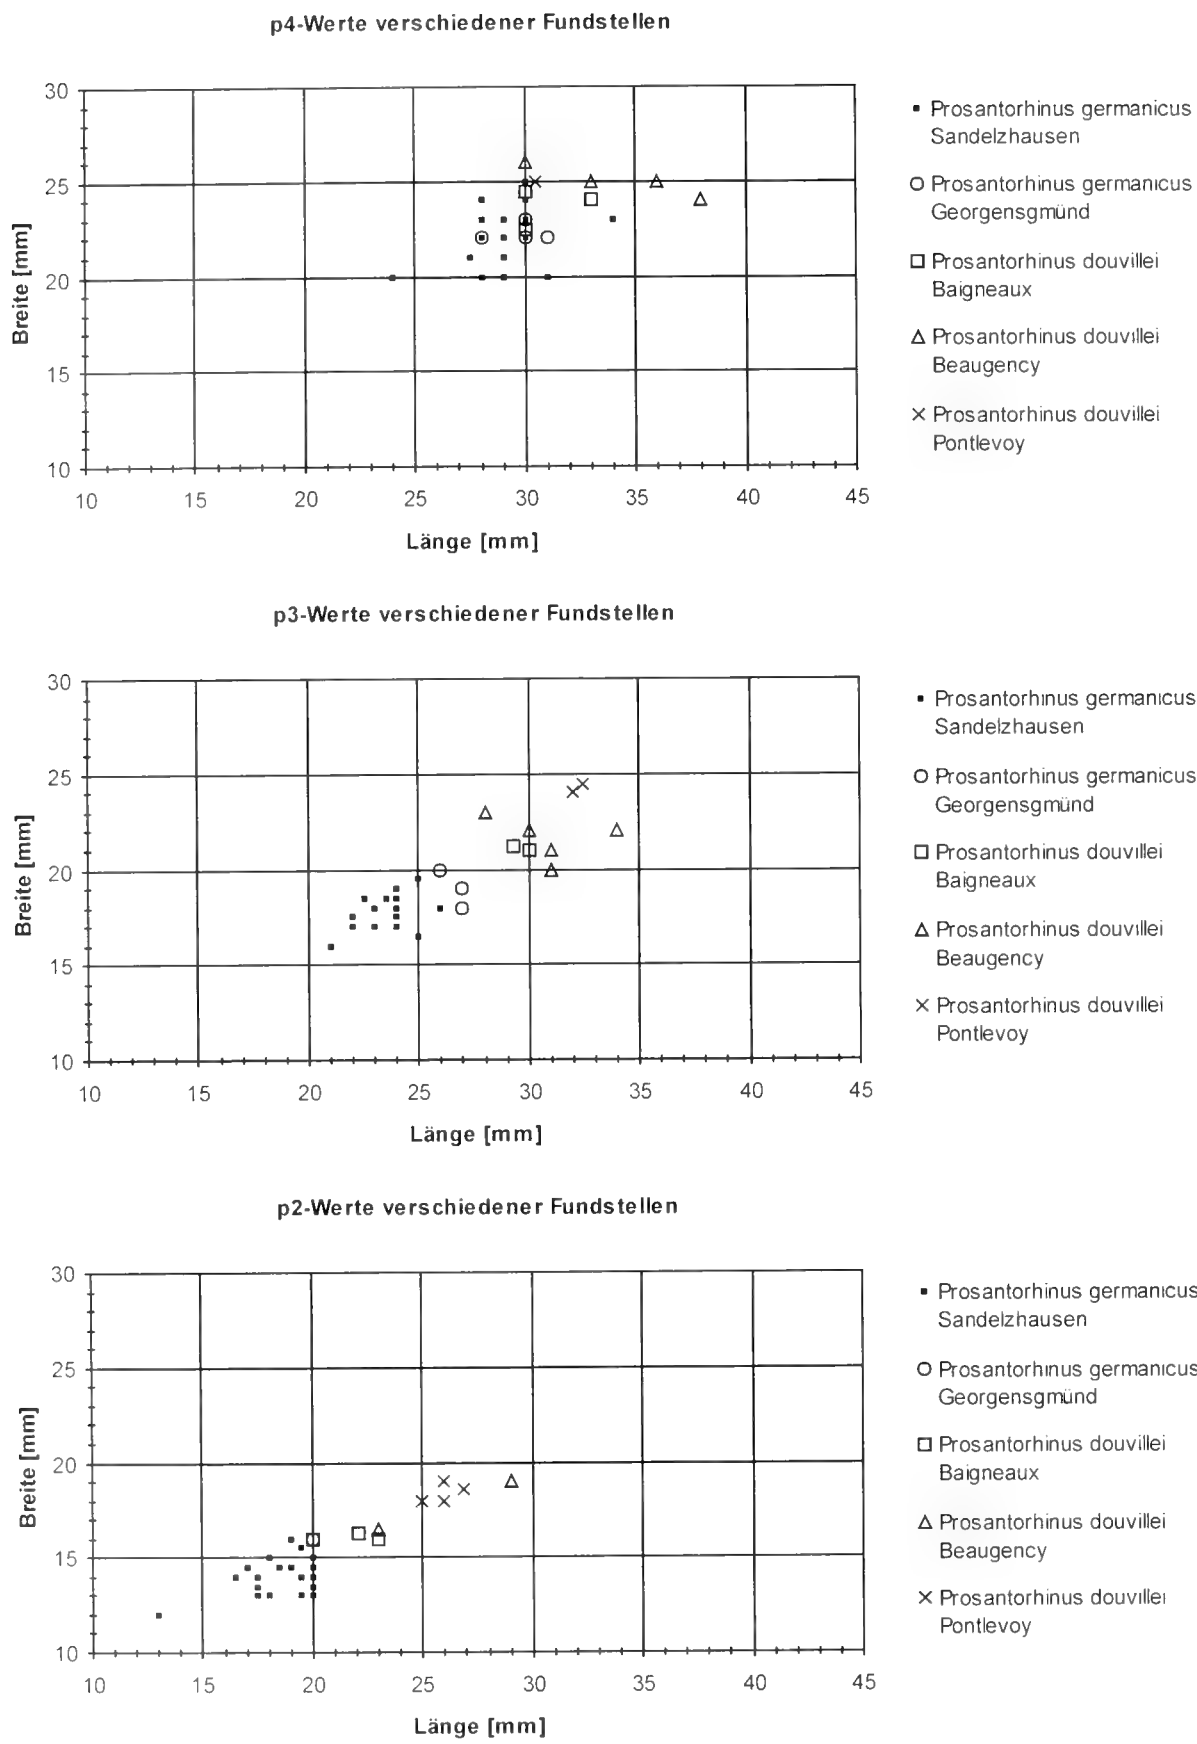 p4-Werte verschiedener Fundstellen
30
25
20
15
10
Breite [mm]
10 15 20 25 30 35 40 45
Länge [mm]
Prosantorhinus germanicus
Sandelzhausen
Prosantorhinus germanicus
Georgensgmünd
Prosantorhinus douvillei
Baigneaux
Prosantorhinus douvillei
Beaugency
Prosantorhinus douvillei
Pontlevoy
p3-Werte verschiedener Fundstellen
30
25
20
15
10
Breite [mm]
10 15 20 25 30 35 40 45
Länge [mm]
Prosantorhinus germanicus
Sandelzhausen
Prosantorhinus germanicus
Georgensgmünd
Prosantorhinus douvillei
Baigneaux
Prosantorhinus douvillei
Beaugency
Prosantorhinus douvillei
Pontlevoy
p2-Werte verschiedener Fundstellen
30
25
20
15
10
Breite [mm]
10 15 20 25 30 35 40 45
Länge [mm]
Prosantorhinus germanicus
Sandelzhausen
Prosantorhinus germanicus
Georgensgmünd
Prosantorhinus douvillei
Baigneaux
Prosantorhinus douvillei
Beaugency
Prosantorhinus douvillei
Pontlevoy